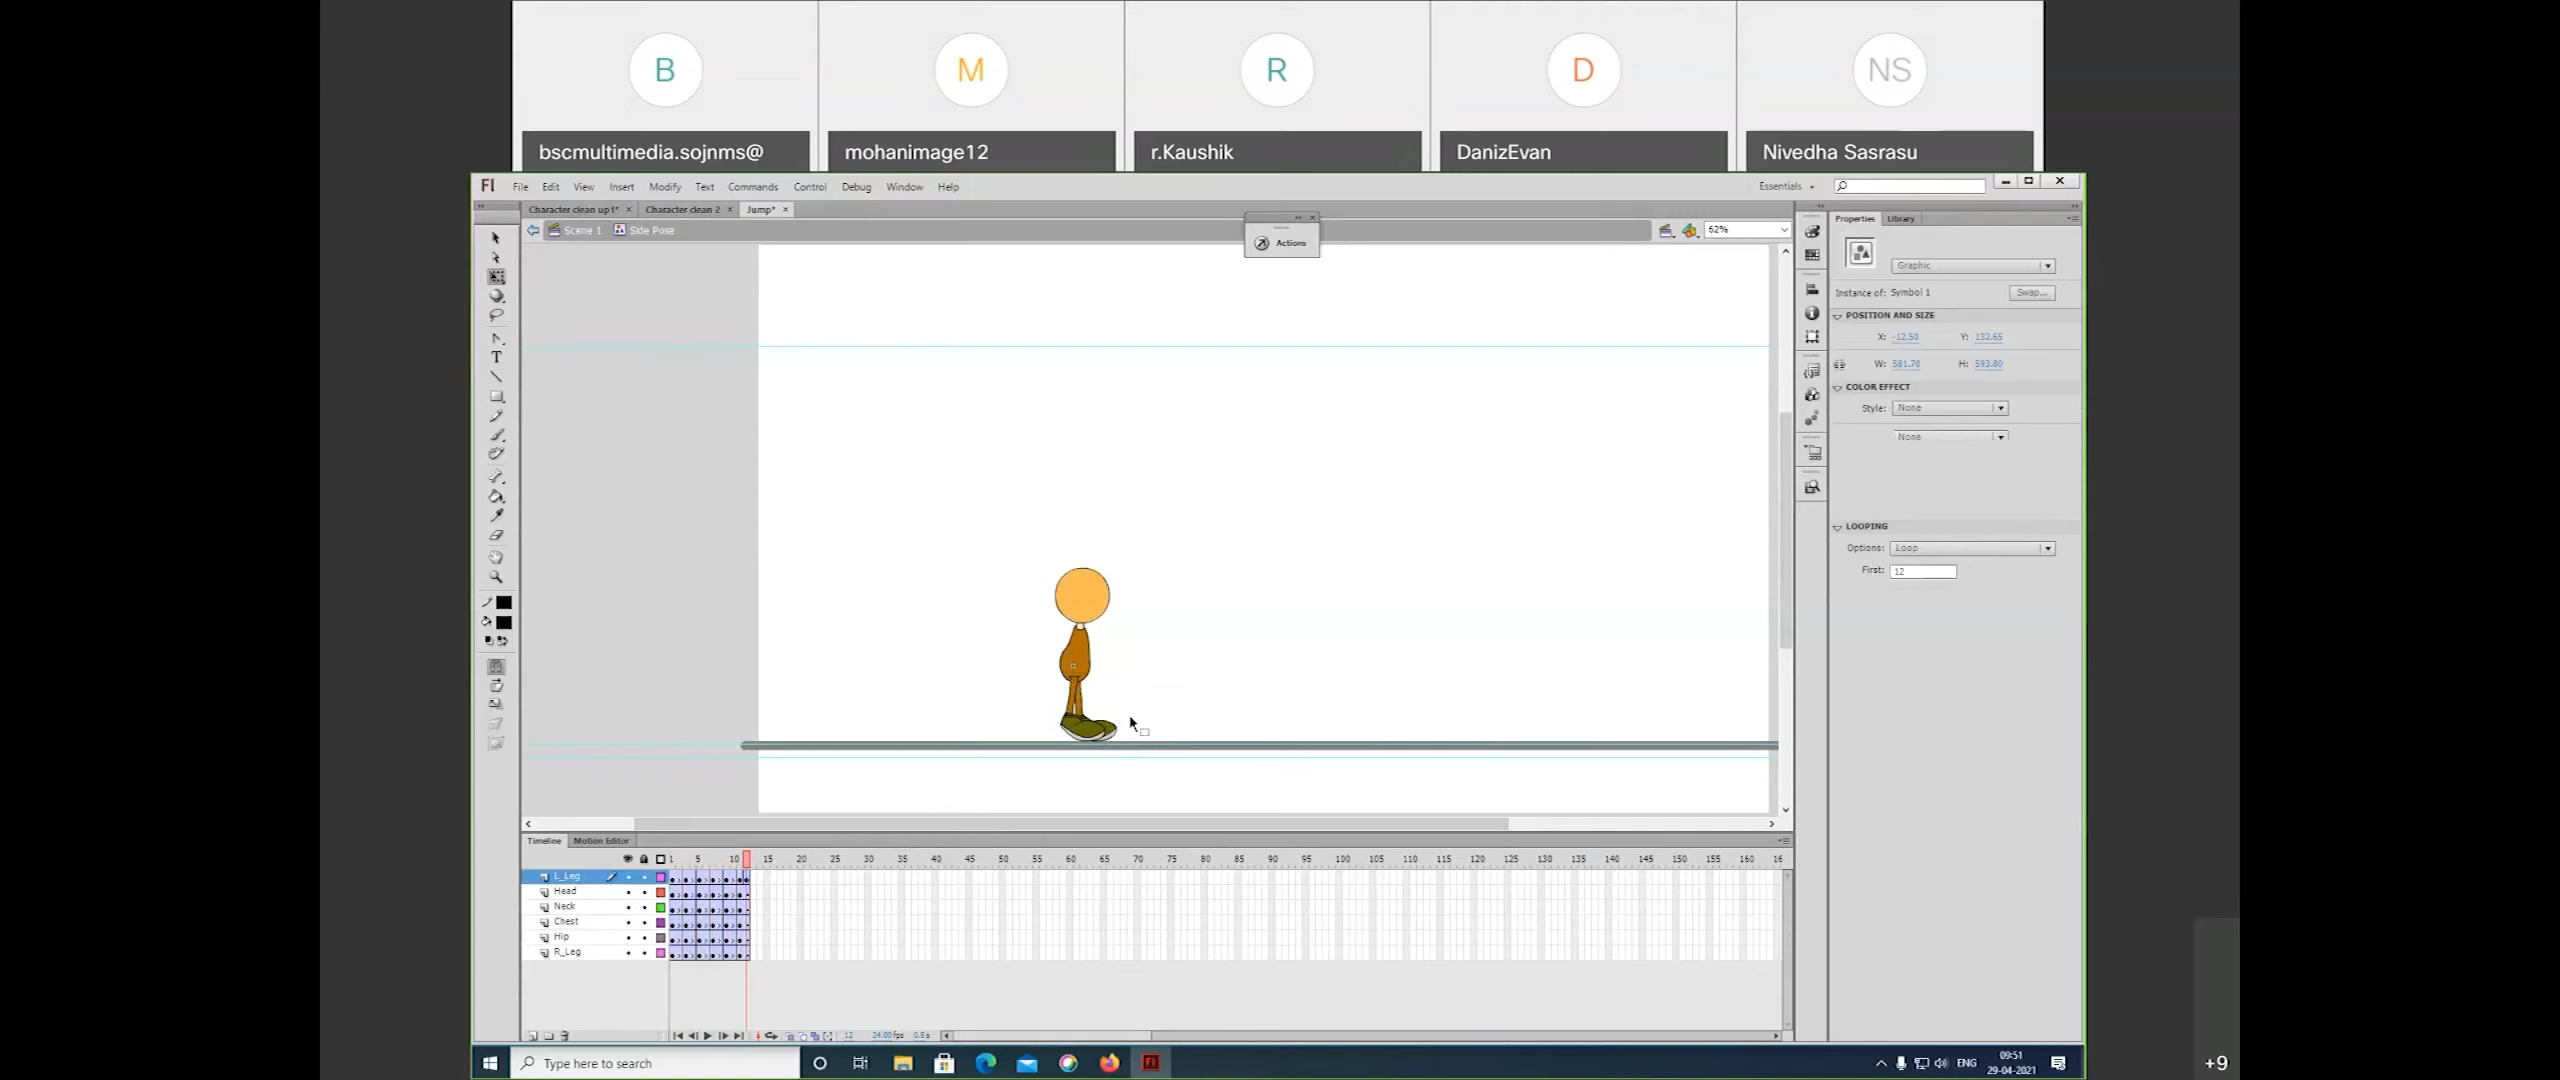 B
M
R
D
NS
bscmultimedia.sojnms@
mohanimage12
r.Kaushik
DanizEvan
Nivedha Sasrasu
Fl File Edit View Insert Modify Text Commands Control Debug Window Help
Essentials
Character clean up1* × Character clean 2 × Jump* ×
Scene 1 Side Pose
62%
Actions
Properties Library
Graphic
Instance of: Symbol 1 Swap...
POSITION AND SIZE
X: -12.50 Y: 132.65
W: 581.70 H: 593.80
COLOR EFFECT
Style: None
None
LOOPING
Options: Loop
First: 12
T
Timeline Motion Editor
1 5 10 15 20 25 30 35 40 45 50 55 60 65 70 75 80 85 90 95 100 105 110 115 120 125 130 135 140 145 150 155 160 16
L_Leg
Head
Neck
Chest
Hip
R_Leg
12 24.00fps 0.5s
Type here to search
Fl
ENG
09:51
29-04-2021
+9